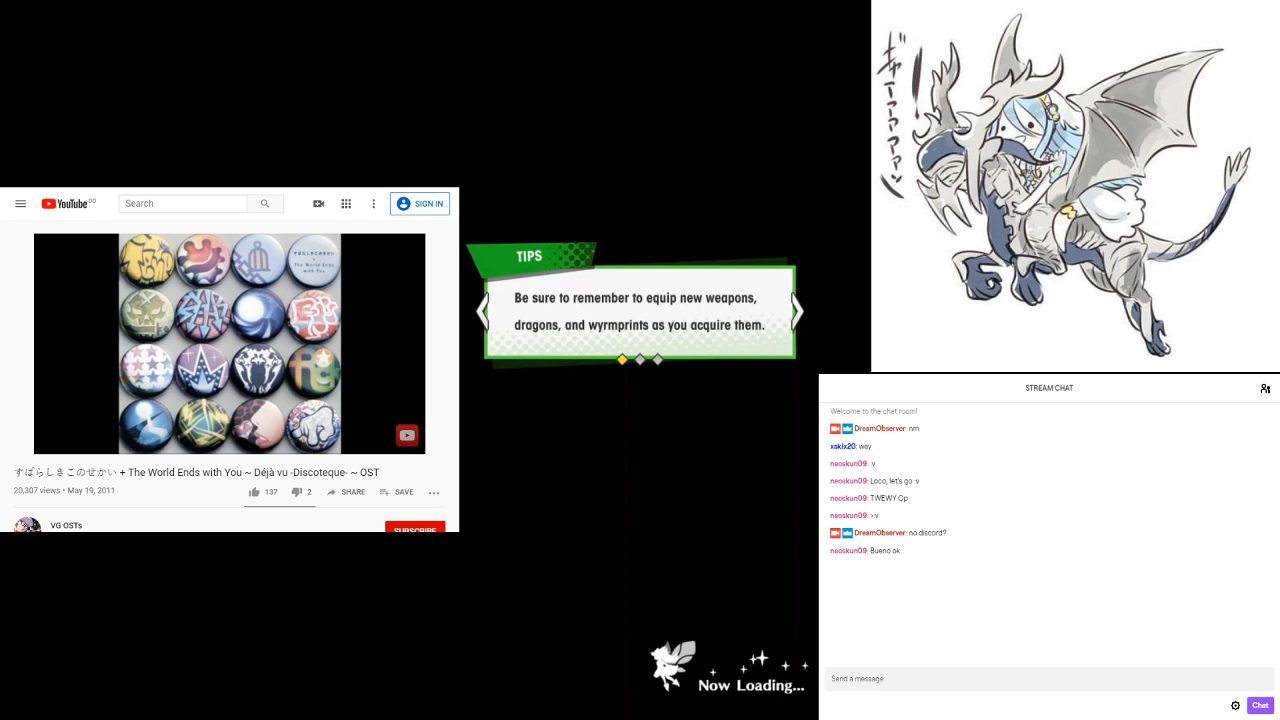 YouTube DO
Search
SIGN IN
すばらしきこのせかい + The World Ends with You ~ Déjà vu -Discoteque- ~ OST
20,307 views • May 19, 2011
137
2
SHARE
SAVE
VG OSTs
SUBSCRIBE
TIPS
Be sure to remember to equip new weapons,
dragons, and wyrmprints as you acquire them.
Now Loading...
STREAM CHAT
Welcome to the chat room!
DreamObserver: nm
xaklx20: wey
neoskun09: :v
neoskun09: Loco, let's go :v
neoskun09: TWEWY Op
neoskun09: >:v
DreamObserver: no discord?
neoskun09: Bueno ok
Send a message
Chat